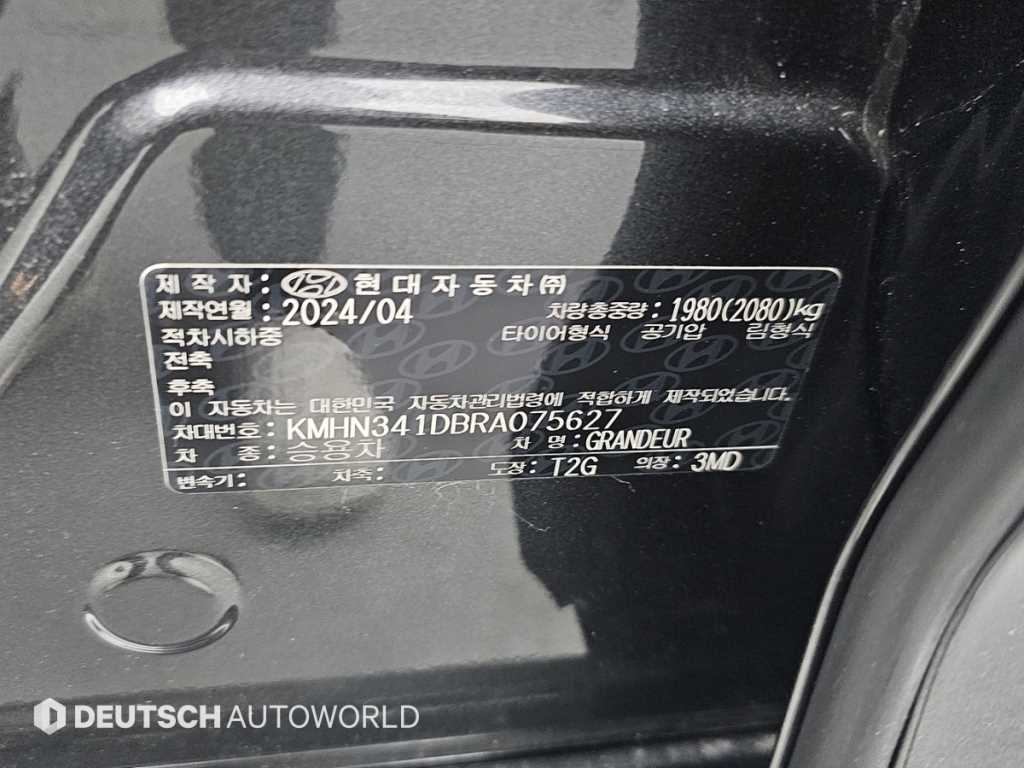 제 작 자 : 현대자동차㈜
제작연월 : 2024/04 차량총중량 : 1980(2080)kg
적차시하중 타이어형식 공기압 림형식
전축
후축
이 자동차는 대한민국 자동차관리법령에 적합하게 제작되었습니다.
차대번호 : KMHN341DBRA075627
차 종 : 승용차 차 명 : GRANDEUR
변속기 : 차축 : 도장 : T2G 의장 : 3MD
DEUTSCH AUTOWORLD